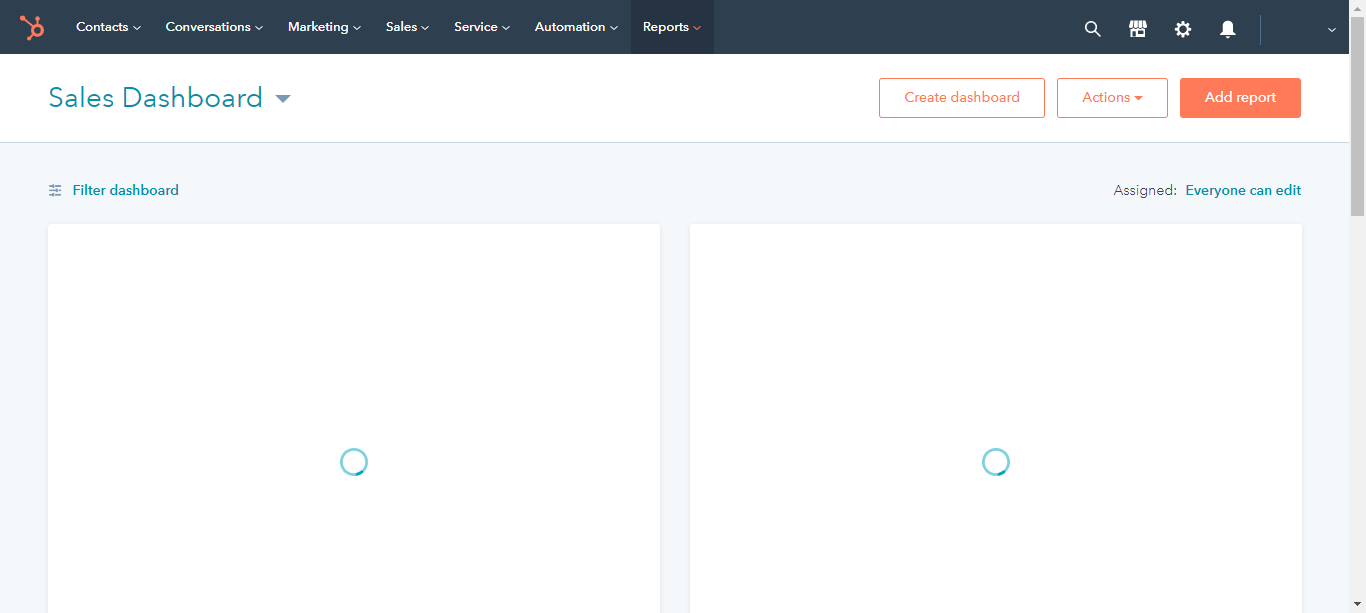 Contacts Conversations Marketing Sales Service Automation Reports
Sales Dashboard
Create dashboard Actions Add report
Filter dashboard
Assigned: Everyone can edit